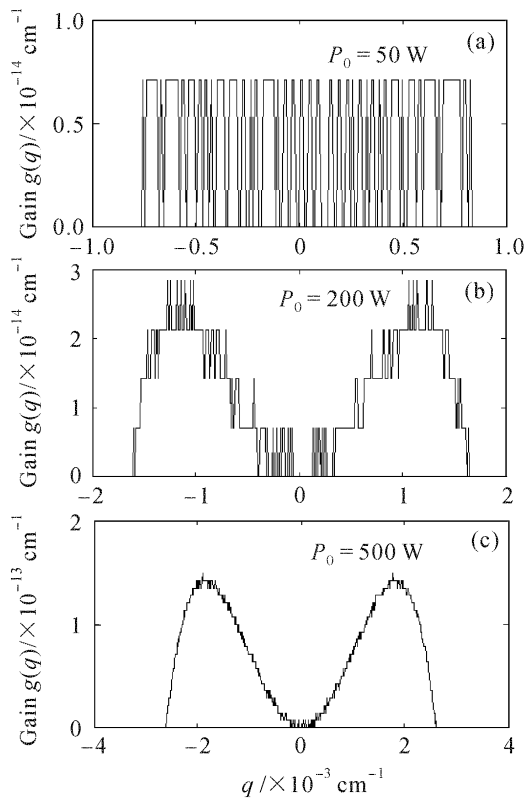 1.0
(a)
P₀ = 50 W
0.5
Gain g(q)/×10⁻¹⁴ cm⁻¹
0.0
−1.0 −0.5 0 0.5 1.0
3
(b)
P₀ = 200 W
2
Gain g(q)/×10⁻¹⁴ cm⁻¹
1
0
−2 −1 0 1 2
2
(c)
P₀ = 500 W
Gain g(q)/×10⁻¹³ cm⁻¹
1
0
−4 −2 0 2 4
q /×10⁻³ cm⁻¹